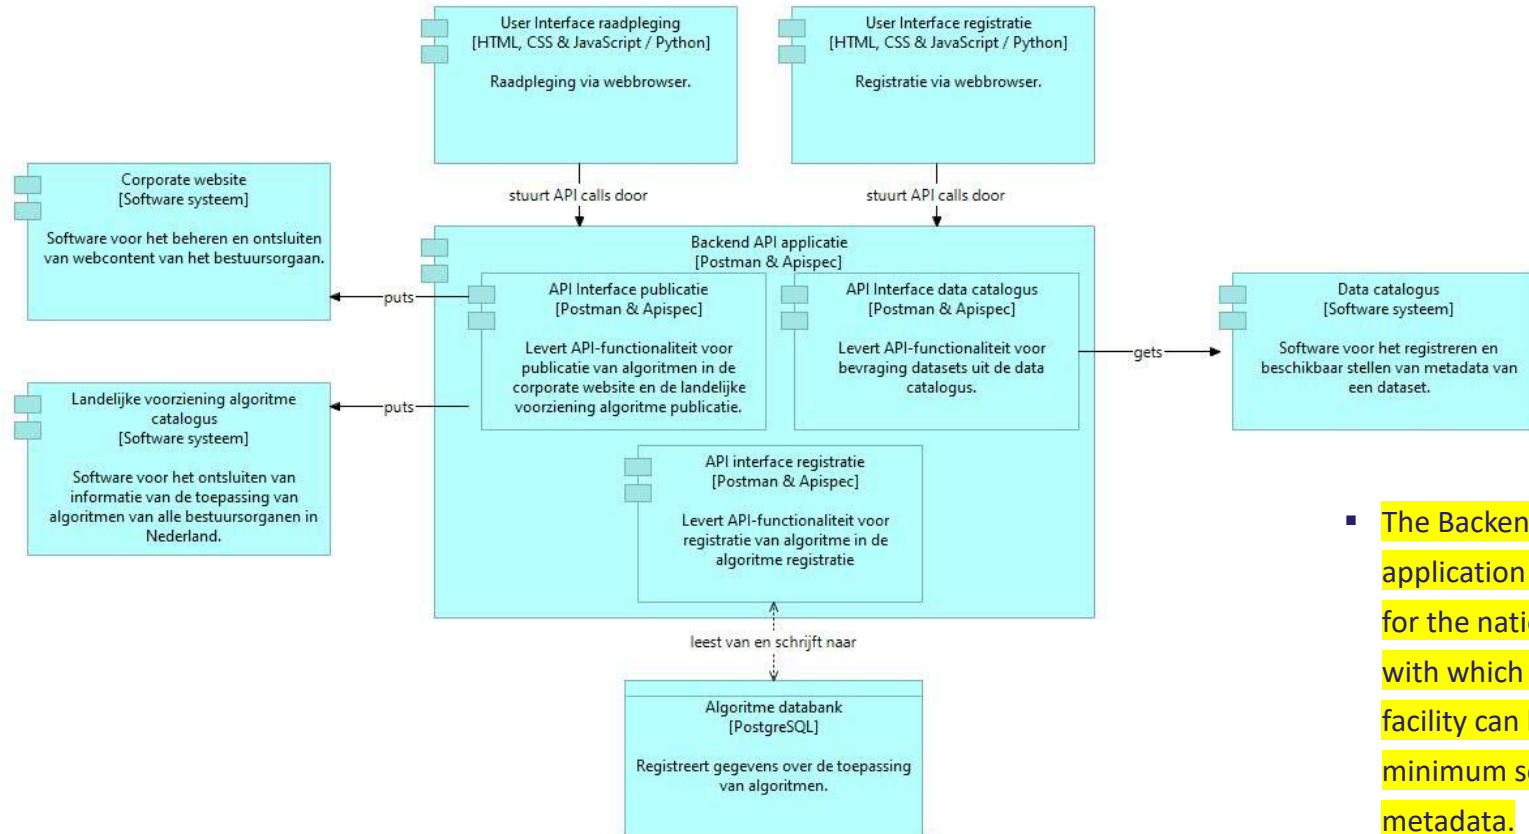 User Interface raadpleging
[HTML, CSS & JavaScript / Python]
Raadpleging via webbrowser.
User Interface registratie
[HTML, CSS & JavaScript / Python]
Registratie via webbrowser.
stuurt API calls door
stuurt API calls door
Corporate website
[Software systeem]
Software voor het beheren en ontsluiten
van webcontent van het bestuursorgaan.
Backend API applicatie
[Postman & Apispec]
puts
API Interface publicatie
[Postman & Apispec]
Levert API-functionaliteit voor
publicatie van algoritmen in de
corporate website en de landelijke
voorziening algoritme publicatie.
API Interface data catalogus
[Postman & Apispec]
Levert API-functionaliteit voor
bevraging datasets uit de data
catalogus.
gets
Data catalogus
[Software systeem]
Software voor het registreren en
beschikbaar stellen van metadata van
een dataset.
Landelijke voorziening algoritme
catalogus
[Software systeem]
Software voor het ontsluiten van
informatie van de toepassing van
algoritmen van alle bestuursorganen in
Nederland.
puts
API interface registratie
[Postman & Apispec]
Levert API-functionaliteit voor
registratie van algoritme in de
algoritme registratie
leest van en schrijft naar
Algoritme databank
[PostgreSQL]
Registreert gegevens over de toepassing
van algoritmen.
▪ The Backen
application
for the nati
with which
facility can
minimum s
metadata.